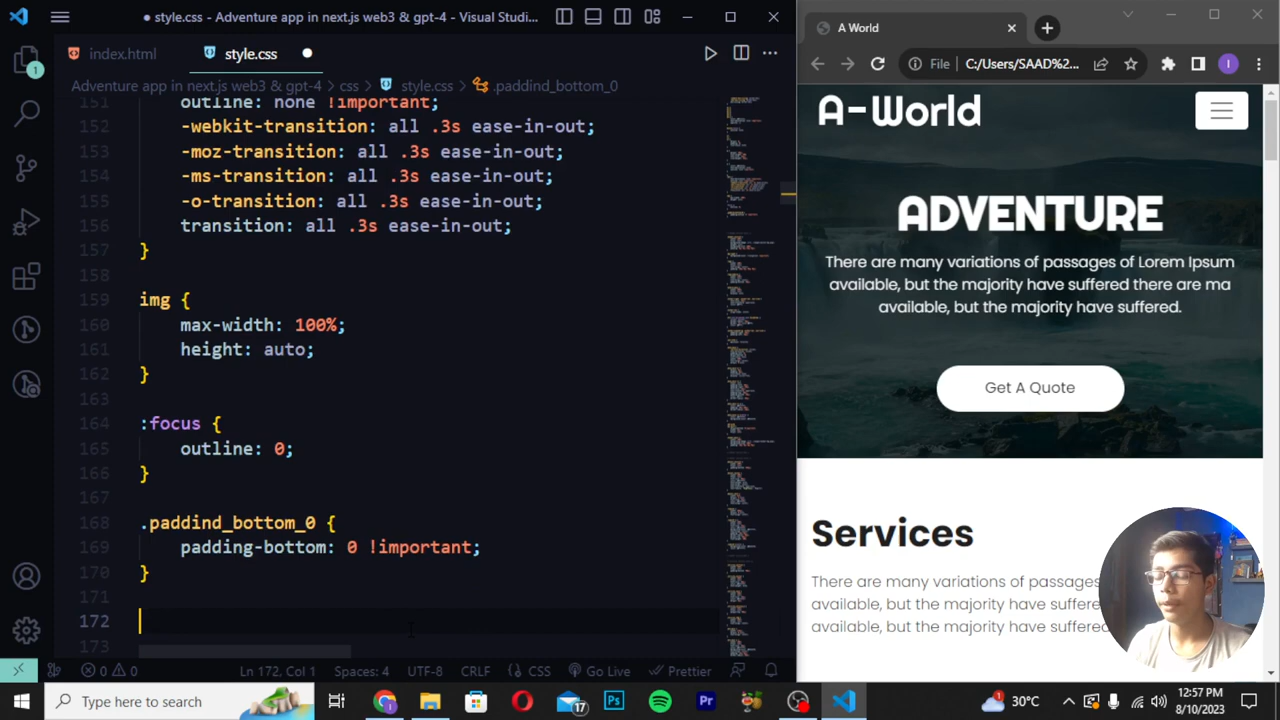 style.css - Adventure app in next.js web3 & gpt-4 - Visual Studi...
index.html
style.css
Adventure app in next.js web3 & gpt-4 > css > style.css > .paddind_bottom_0
151 outline: none !important;
152 -webkit-transition: all .3s ease-in-out;
153 -moz-transition: all .3s ease-in-out;
154 -ms-transition: all .3s ease-in-out;
155 -o-transition: all .3s ease-in-out;
156 transition: all .3s ease-in-out;
157 }
158
159 img {
160 max-width: 100%;
161 height: auto;
162 }
163
164 :focus {
165 outline: 0;
166 }
167
168 .paddind_bottom_0 {
169 padding-bottom: 0 !important;
170 }
171
172
173
1
0 0 Ln 172, Col 1 Spaces: 4 UTF-8 CRLF {} CSS Go Live Prettier
A World
File C:/Users/SAAD%2...
I
A-World
ADVENTURE
There are many variations of passages of Lorem Ipsum
available, but the majority have suffered there are ma
available, but the majority have suffered.
Get A Quote
Services
There are many variations of passages
available, but the majority have suffere
available, but the majority have suffered
Type here to search
17
Ps
Pr
1
30°C
12:57 PM
8/10/2023